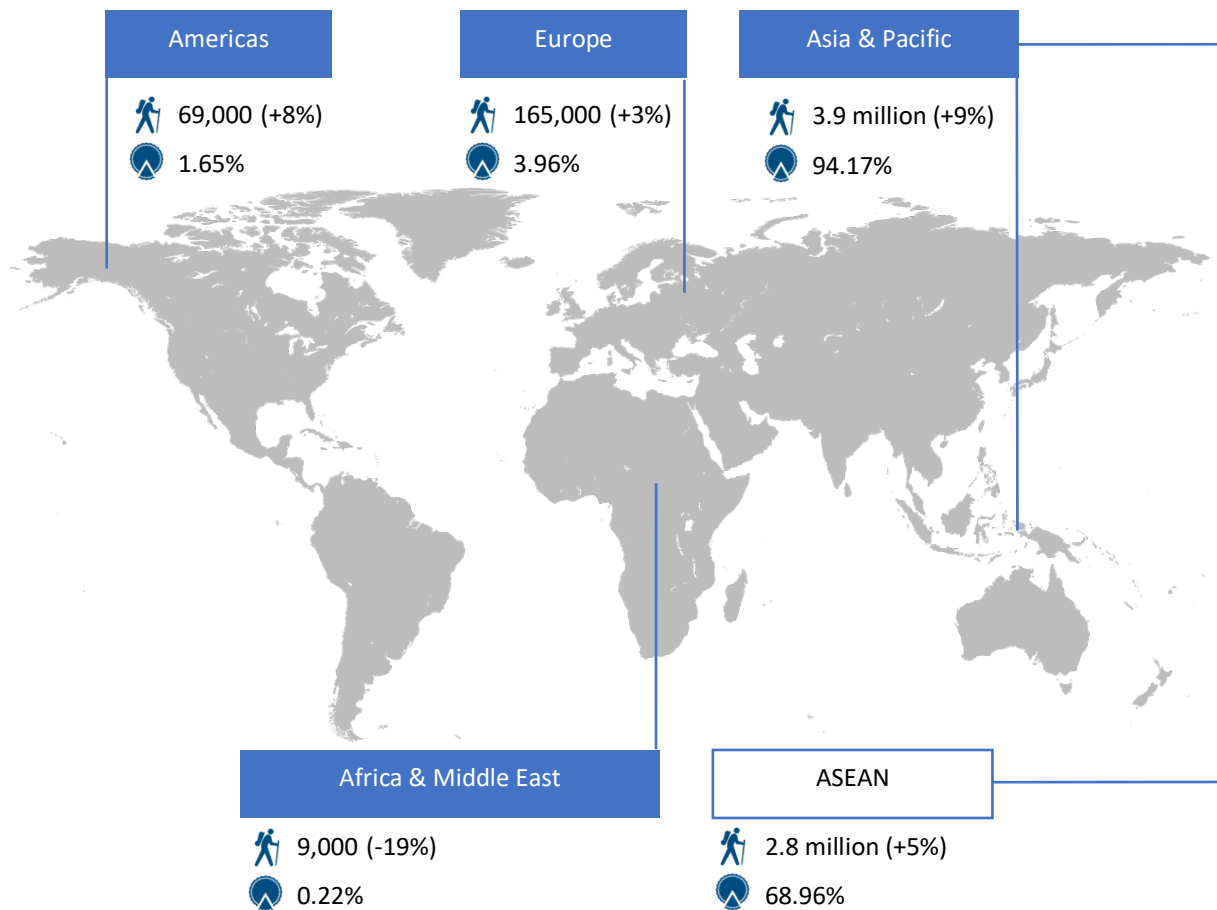 Americas
69,000 (+8%)
1.65%
Europe
165,000 (+3%)
3.96%
Asia & Pacific
3.9 million (+9%)
94.17%
Africa & Middle East
9,000 (-19%)
0.22%
ASEAN
2.8 million (+5%)
68.96%